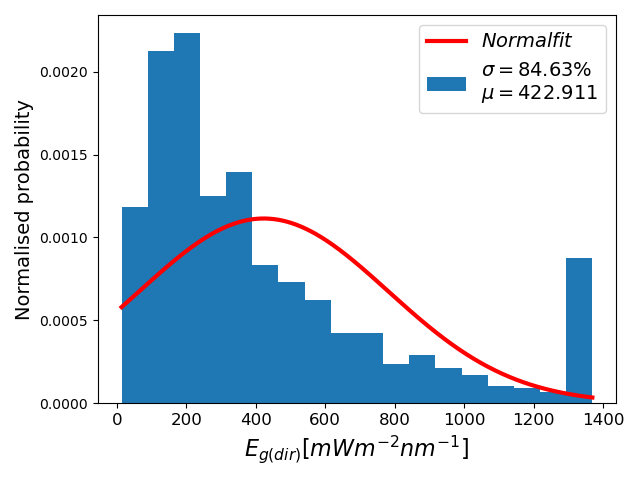 Normalfit
σ = 84.63%
μ = 422.911
Normalised probability
0.0020
0.0015
0.0010
0.0005
0.0000
0 200 400 600 800 1000 1200 1400
E_{g(dir)}[mWm^{-2}nm^{-1}]